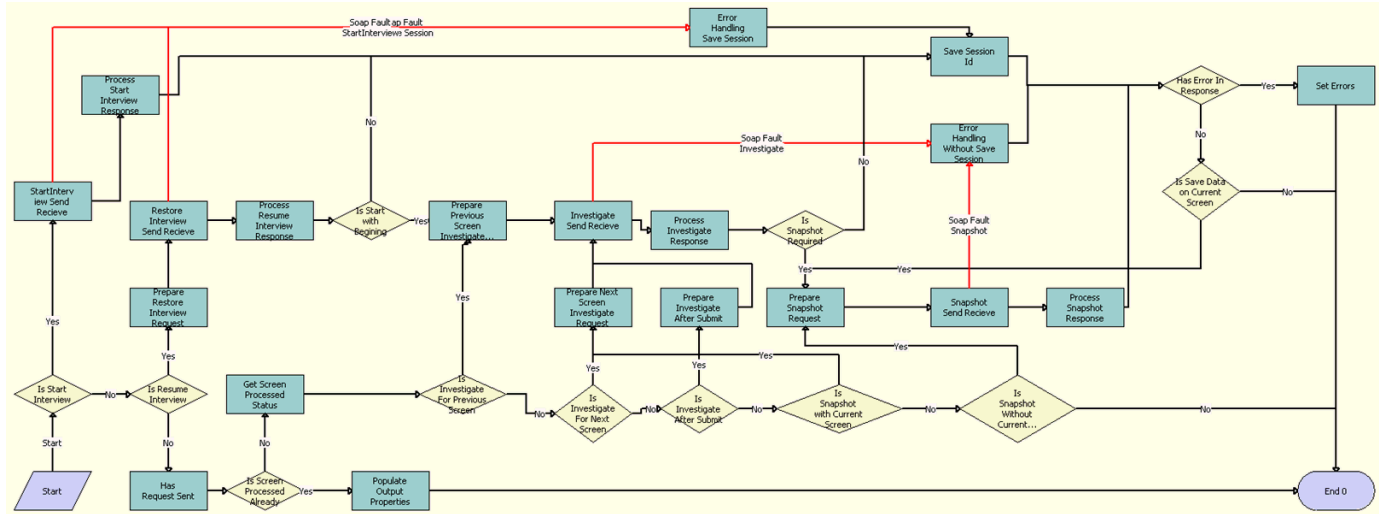 Error
Handling
Save Session
Soap Fault
ap Fault
StartInterview
Session
Save Session
Id
Process
Start
Interview
Response
Has Error In
Response
Yes
Set Errors
No
No
Error
Handling
Without Save
Session
Soap Fault
Investigate
No
StartInterv
iew Send
Recieve
Restore
Interview
Send Recieve
Process
Resume
Interview
Response
Is Start
with
Begining
Yes
Prepare
Previous
Screen
Investigate...
Investigate
Send Recieve
Process
Investigate
Response
Is
Snapshot
Required
Soap Fault
Snapshot
Is Save Data
on Current
Screen
No
Yes
Yes
Prepare
Restore
Interview
Request
Yes
Prepare Next
Screen
Investigate
Request
Prepare
Investigate
After Submit
Prepare
Snapshot
Request
Snapshot
Send Recieve
Process
Snapshot
Response
Yes
Yes
Yes
Yes
Yes
Yes
Is Start
Interview
No
Is Resume
Interview
Get Screen
Processed
Status
Is
Investigate
For Previous
Screen
No
Is
Investigate
For Next
Screen
No
Is
Investigate
After Submit
No
Is
Snapshot
with Current
Screen
No
Is
Snapshot
Without
Current...
No
Start
No
No
Start
Has
Request Sent
Is Screen
Processed
Already
Yes
Populate
Output
Properties
End 0